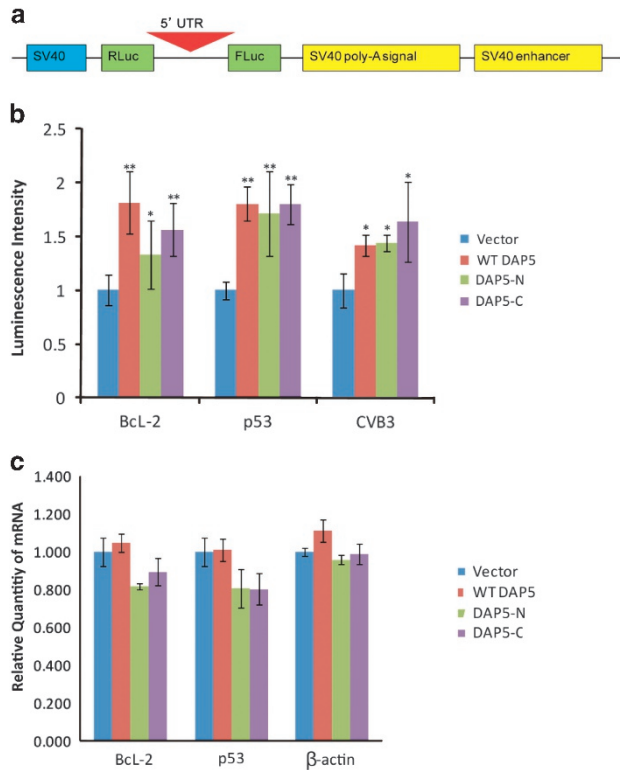 a
5' UTR
SV40 RLuc FLuc SV40 poly-A signal SV40 enhancer
b
Luminescence Intensity
2.5
2
1.5
1
0.5
0
** * **
** ** **
* * *
BcL-2 p53 CVB3
Vector
WT DAP5
DAP5-N
DAP5-C
c
Relative Quantitiy of mRNA
1.400
1.200
1.000
0.800
0.600
0.400
0.200
0.000
BcL-2 p53 β-actin
Vector
WT DAP5
DAP5-N
DAP5-C